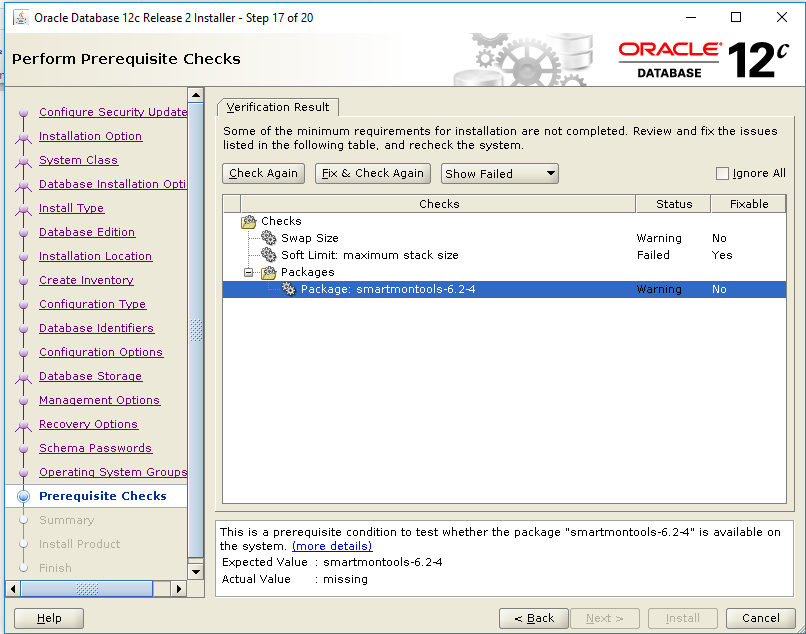 Oracle Database 12c Release 2 Installer - Step 17 of 20
Perform Prerequisite Checks
ORACLE®
DATABASE
12c
Configure Security Update
Installation Option
System Class
Database Installation Opti
Install Type
Database Edition
Installation Location
Create Inventory
Configuration Type
Database Identifiers
Configuration Options
Database Storage
Management Options
Recovery Options
Schema Passwords
Operating System Groups
Prerequisite Checks
Summary
Install Product
Finish
Verification Result
Some of the minimum requirements for installation are not completed. Review and fix the issues
listed in the following table, and recheck the system.
Check Again Fix & Check Again Show Failed Ignore All
Checks Status Fixable
Checks
Swap Size Warning No
Soft Limit: maximum stack size Failed Yes
Packages
Package: smartmontools-6.2-4 Warning No
This is a prerequisite condition to test whether the package "smartmontools-6.2-4" is available on
the system. (more details)
Expected Value : smartmontools-6.2-4
Actual Value : missing
Help < Back Next > Install Cancel